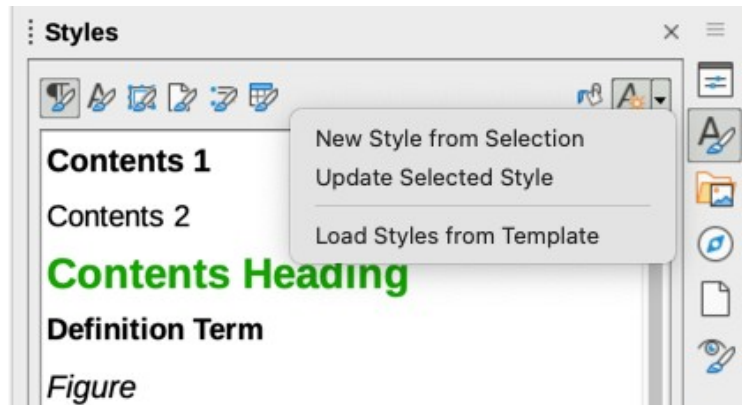 Styles
New Style from Selection
Update Selected Style
Load Styles from Template
Contents 1
Contents 2
Contents Heading
Definition Term
Figure